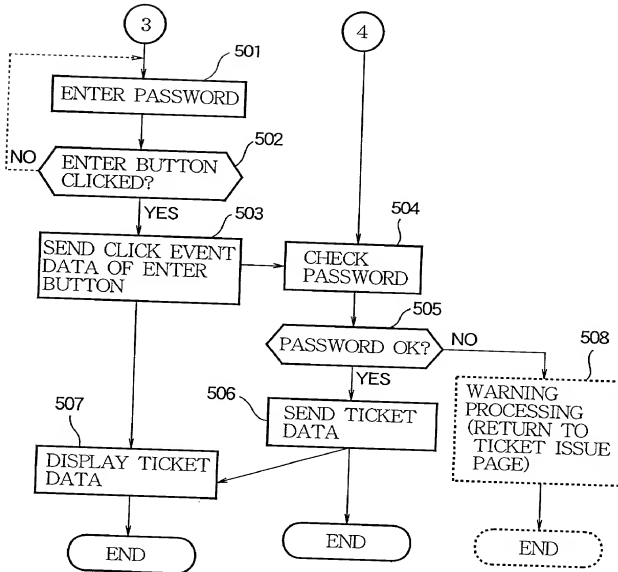 3
4
501
ENTER PASSWORD
502
NO
ENTER BUTTON
CLICKED?
YES
503
SEND CLICK EVENT
DATA OF ENTER
BUTTON
504
CHECK
PASSWORD
505
PASSWORD OK?
NO
YES
508
WARNING
PROCESSING
(RETURN TO
TICKET ISSUE
PAGE)
506
SEND TICKET
DATA
507
DISPLAY TICKET
DATA
END
END
END